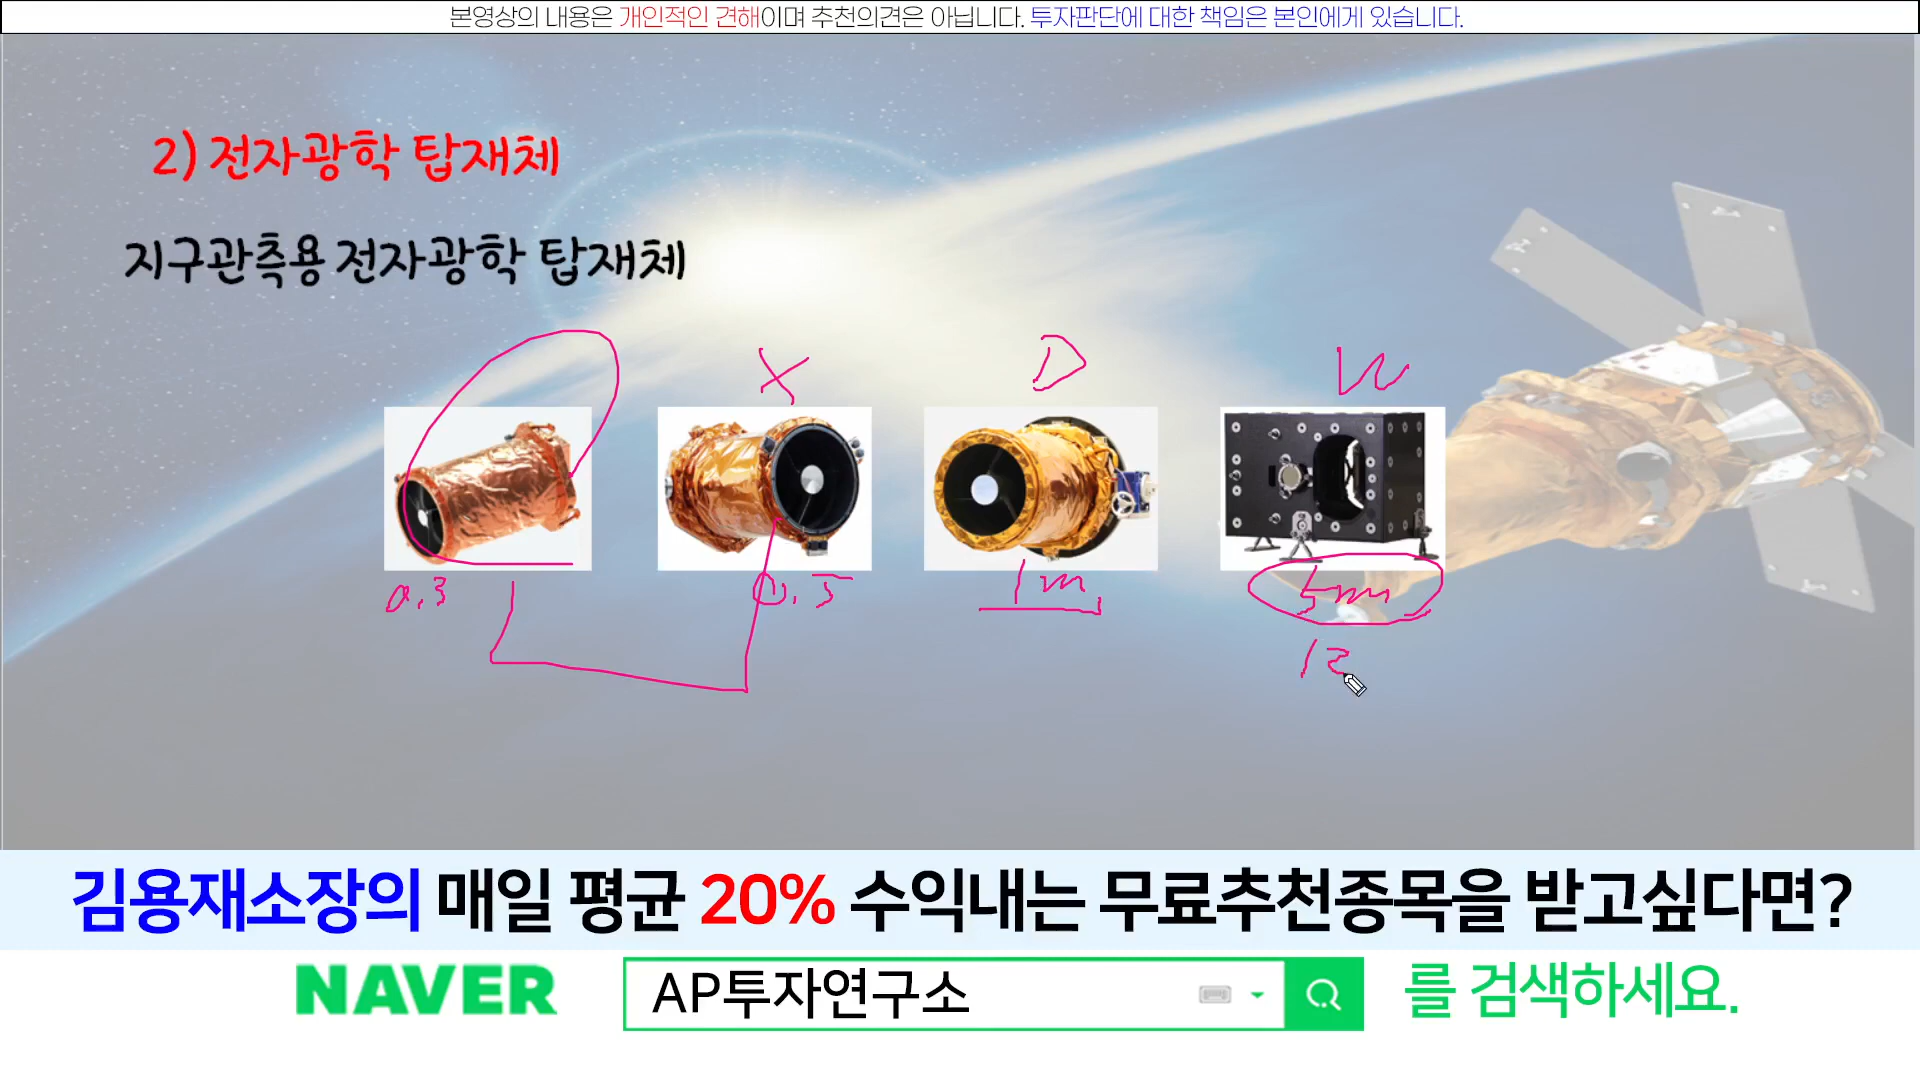 본영상의 내용은 개인적인 견해이며 추천의견은 아닙니다. 투자판단에 대한 책임은 본인에게 있습니다.
2) 전자광학 탑재체
지구관측용 전자광학 탑재체
X D W
0.3 0.5 1m 5m
12
김용재소장의 매일 평균 20% 수익내는 무료추천종목을 받고싶다면?
NAVER AP투자연구소 를 검색하세요.